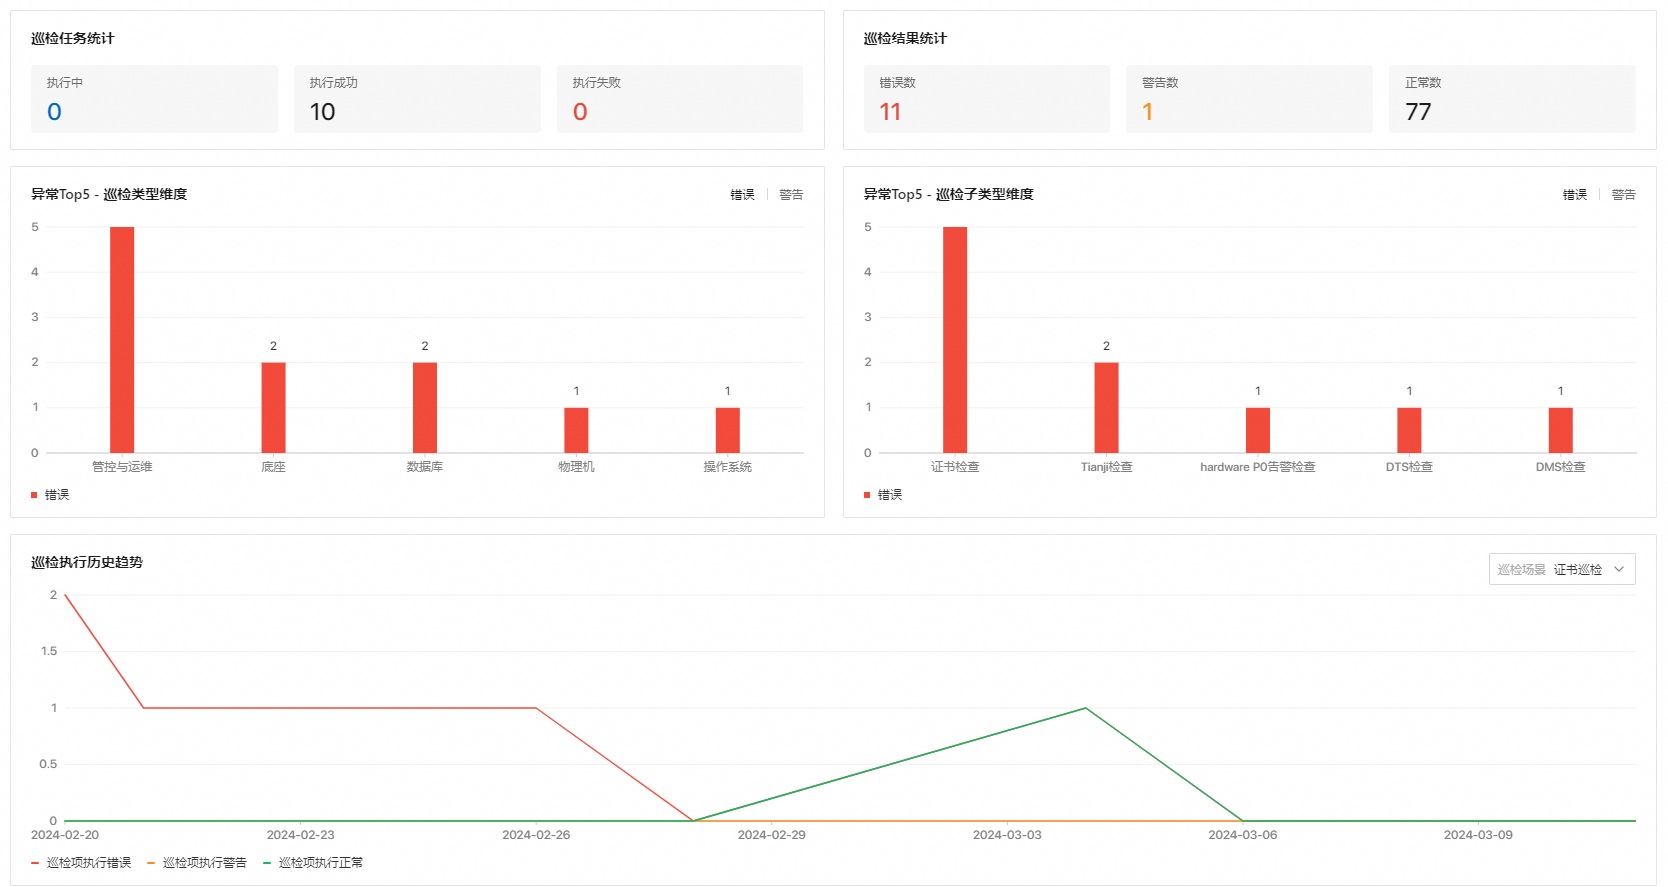 巡检任务统计
执行中
0
执行成功
10
执行失败
0
巡检结果统计
错误数
11
警告数
1
正常数
77
异常Top5 - 巡检类型维度
错误 警告
5
4
3
2
1
0
2
2
1
1
管控与运维 底座 数据库 物理机 操作系统
错误
异常Top5 - 巡检子类型维度
错误 警告
5
4
3
2
1
0
2
1
1
1
证书检查 Tianji检查 hardware P0告警检查 DTS检查 DMS检查
错误
巡检执行历史趋势
巡检场景 证书巡检
2
1.5
1
0.5
0
2024-02-20 2024-02-23 2024-02-26 2024-02-29 2024-03-03 2024-03-06 2024-03-09
巡检项执行错误 巡检项执行警告 巡检项执行正常